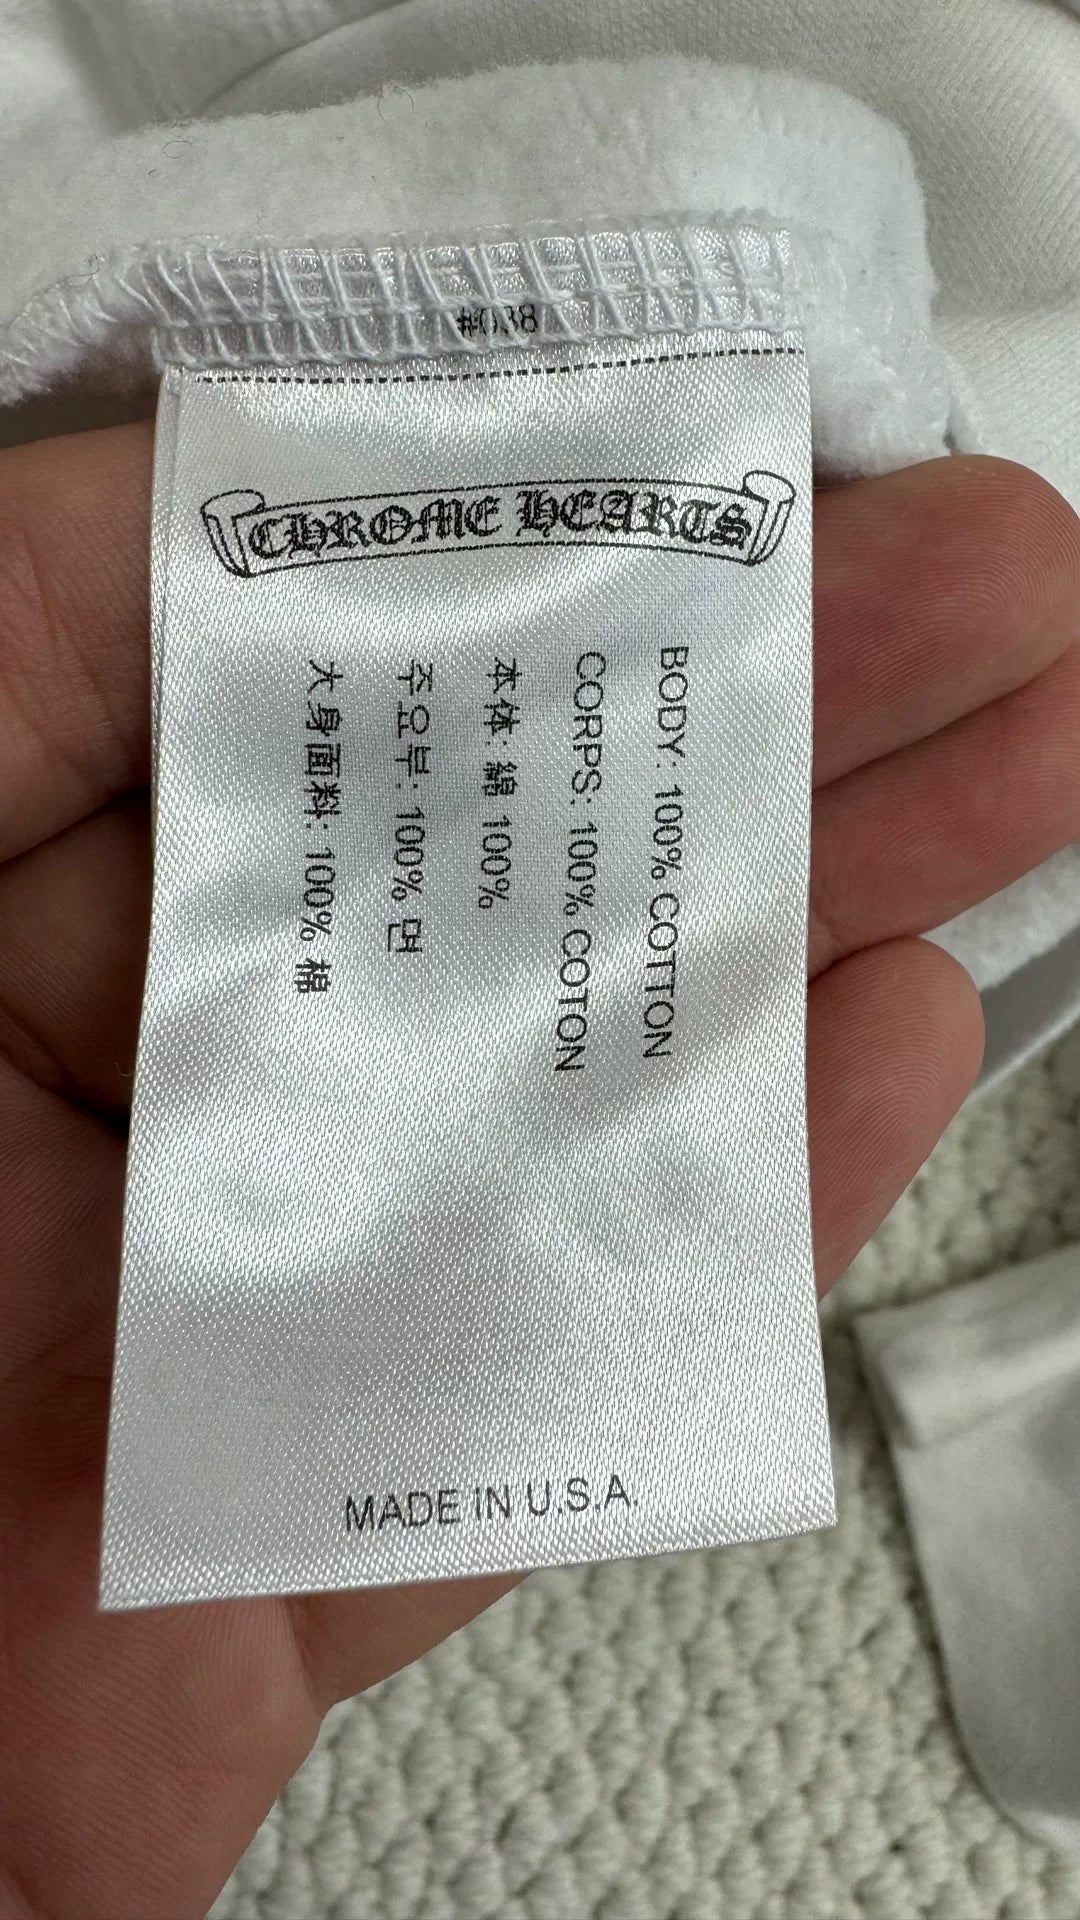 #038
CHROME HEARTS
BODY: 100% COTTON
CORPS: 100% COTON
本体: 綿 100%
주요부: 100% 면
大身面料: 100% 棉
MADE IN U.S.A.